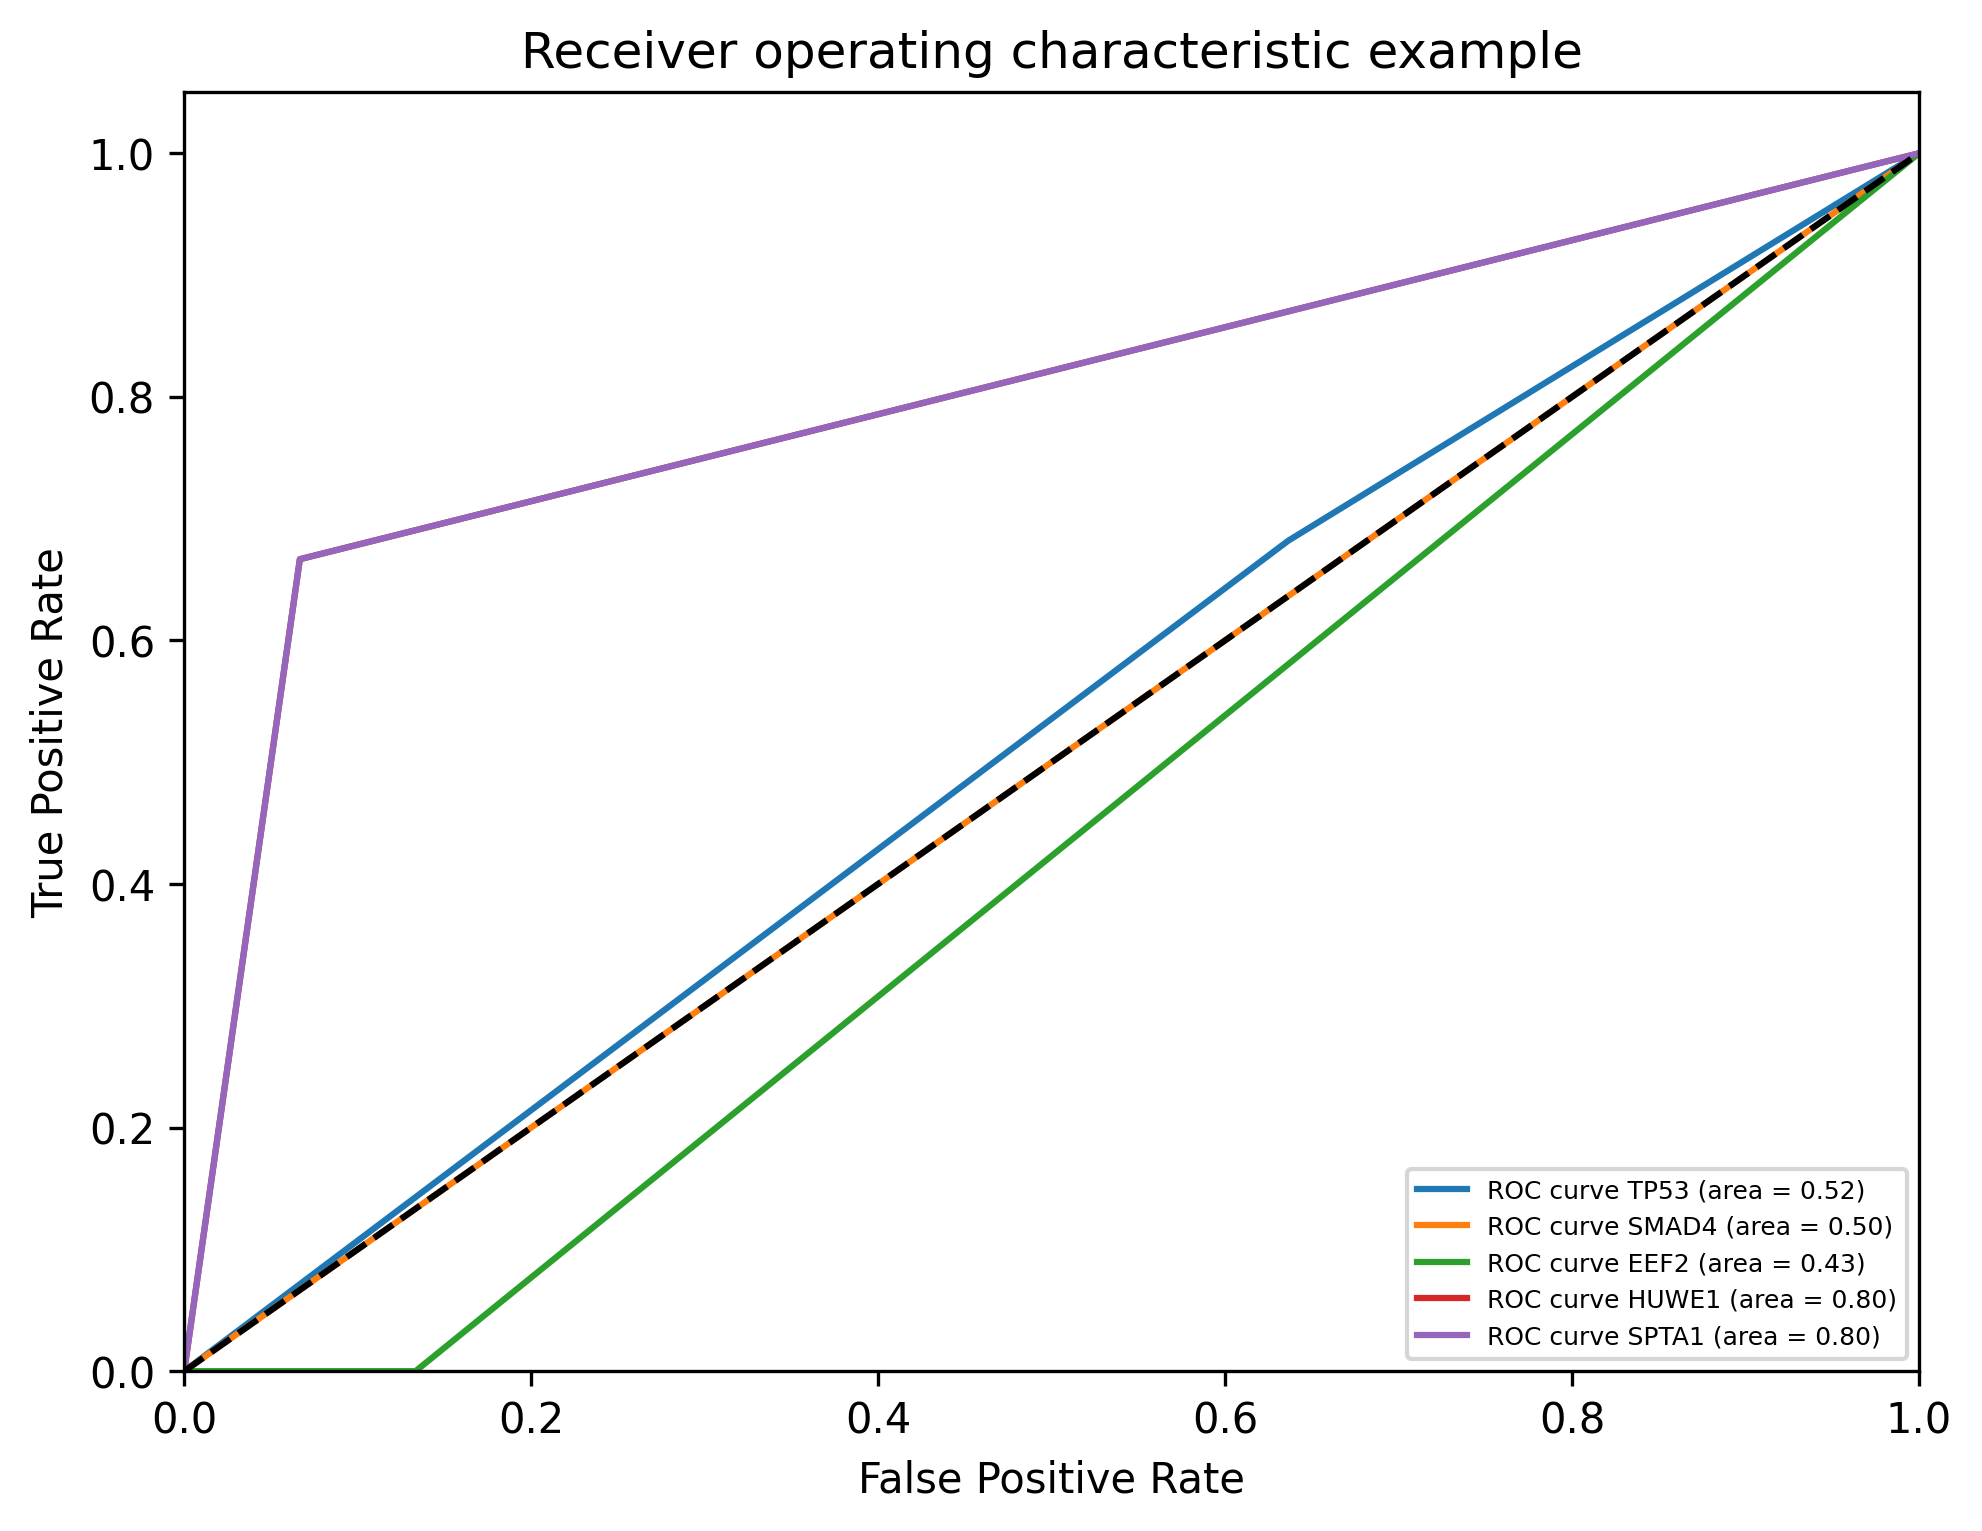 Receiver operating characteristic example
1.0
0.8
0.6
0.4
0.2
0.0
True Positive Rate
0.0 0.2 0.4 0.6 0.8 1.0
False Positive Rate
ROC curve TP53 (area = 0.52)
ROC curve SMAD4 (area = 0.50)
ROC curve EEF2 (area = 0.43)
ROC curve HUWE1 (area = 0.80)
ROC curve SPTA1 (area = 0.80)